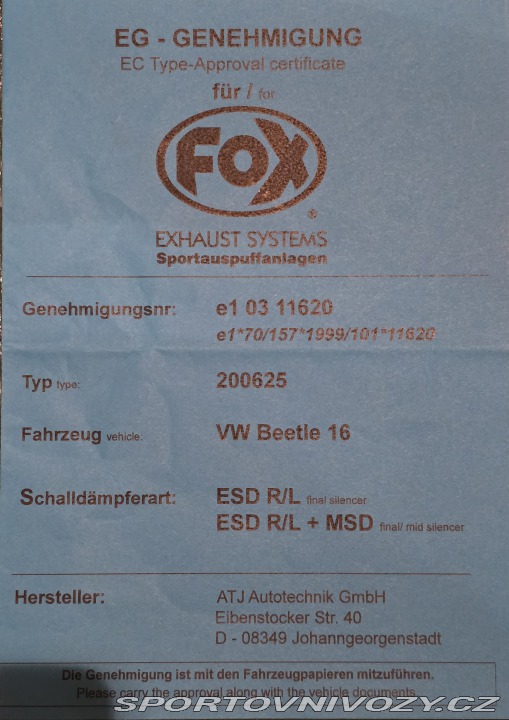 EG - GENEHMIGUNG
EC Type-Approval certificate
für / for
FOX
®
EXHAUST SYSTEMS
Sportauspuffanlagen
Genehmigungsnr: e1 03 11620
e1*70/157*1999/101*11620
Typ type: 200625
Fahrzeug vehicle: VW Beetle 16
Schalldämpferart: ESD R/L final silencer
ESD R/L + MSD final/ mid silencer
Hersteller: ATJ Autotechnik GmbH
Eibenstocker Str. 40
D - 08349 Johanngeorgenstadt
Die Genehmigung ist mit den Fahrzeugpapieren mitzuführen.
Please carry the approval along with the vehicle documents.
SPORTOVNIVOZY.CZ